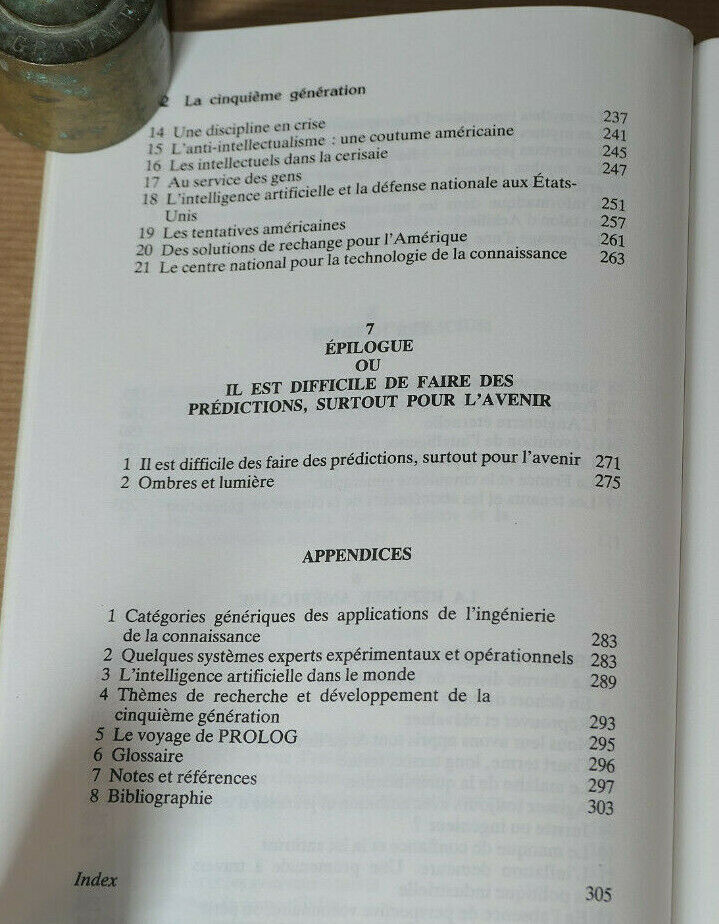 GRAMME
2 La cinquième génération
14 Une discipline en crise 237
15 L'anti-intellectualisme : une coutume américaine 241
16 Les intellectuels dans la cerisaie 245
17 Au service des gens 247
18 L'intelligence artificielle et la défense nationale aux États-
Unis 251
19 Les tentatives américaines 257
20 Des solutions de rechange pour l'Amérique 261
21 Le centre national pour la technologie de la connaissance 263
7
ÉPILOGUE
OU
IL EST DIFFICILE DE FAIRE DES
PRÉDICTIONS, SURTOUT POUR L'AVENIR
1 Il est difficile des faire des prédictions, surtout pour l'avenir 271
2 Ombres et lumière 275
APPENDICES
1 Catégories génériques des applications de l'ingénierie
de la connaissance 283
2 Quelques systèmes experts expérimentaux et opérationnels 283
3 L'intelligence artificielle dans le monde 289
4 Thèmes de recherche et développement de la
cinquième génération 293
5 Le voyage de PROLOG 295
6 Glossaire 296
7 Notes et références 297
8 Bibliographie 303
Index 305